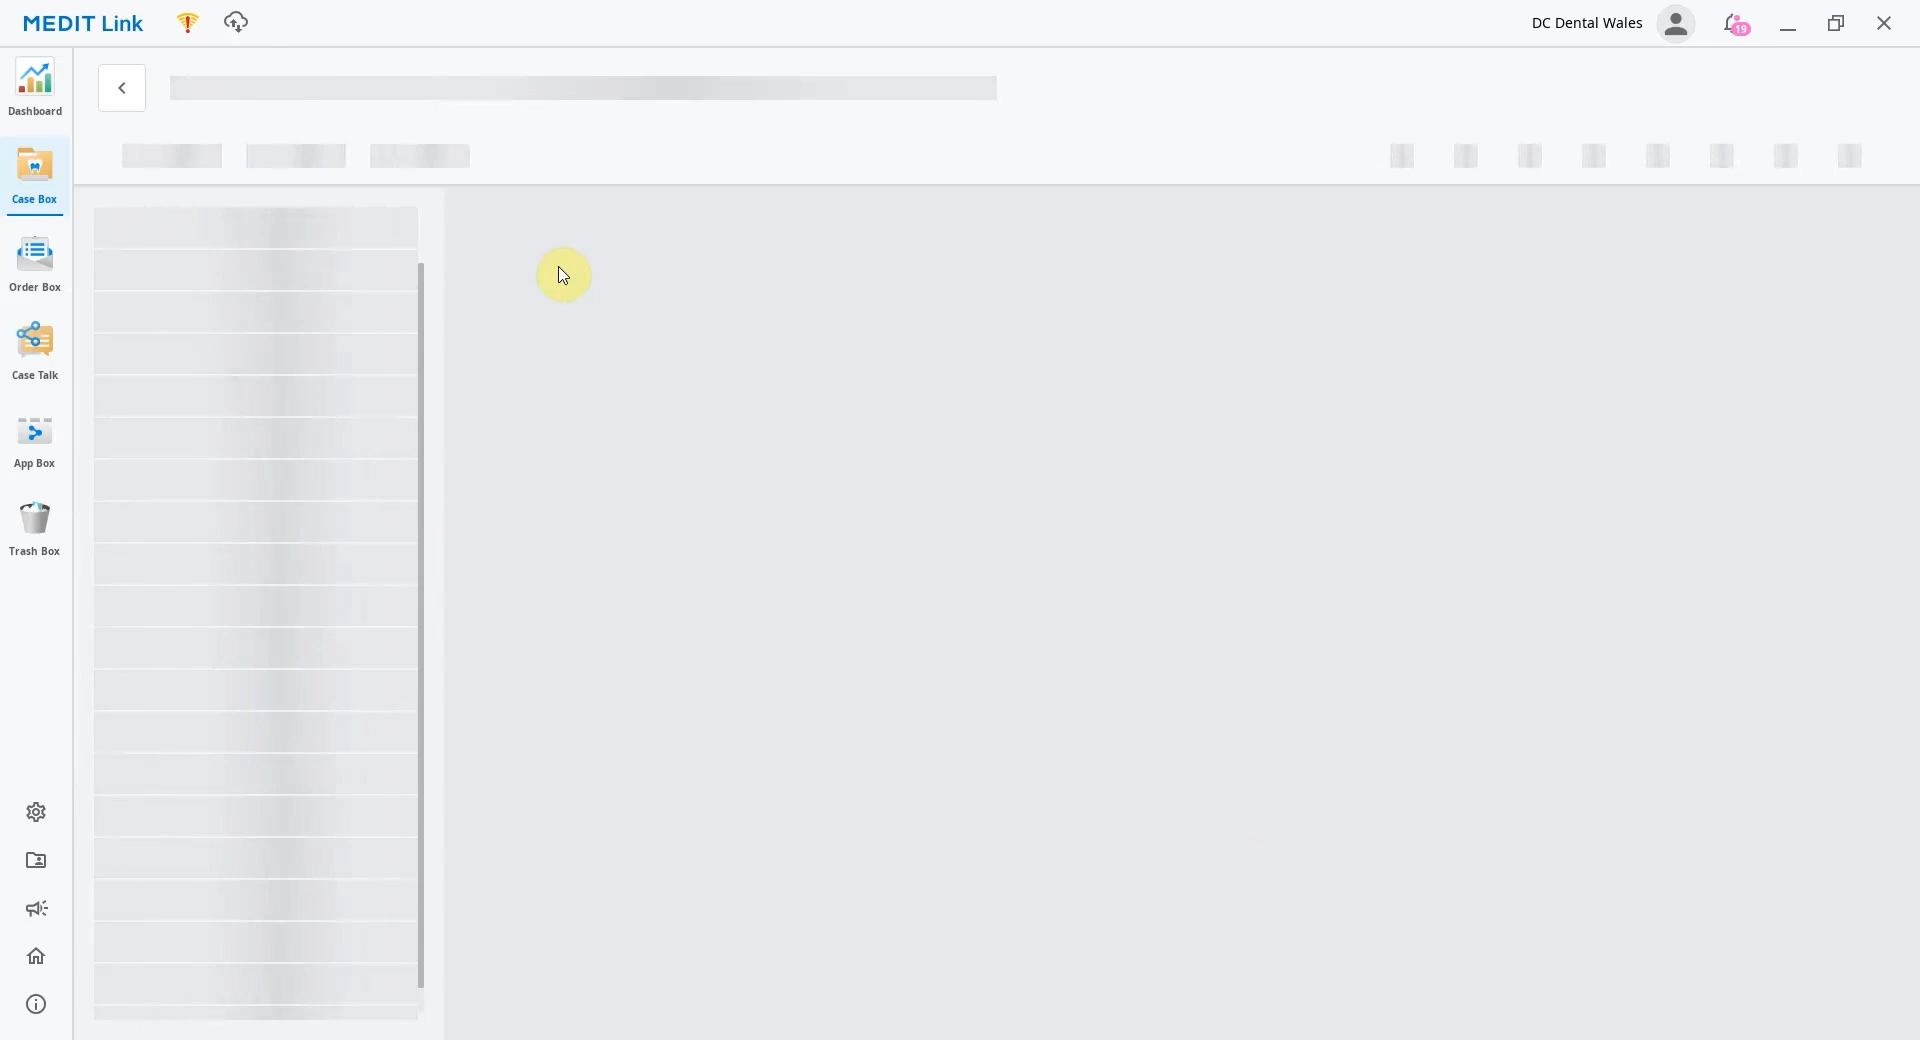 MEDIT Link
DC Dental Wales
19
Dashboard
Case Box
Order Box
Case Talk
App Box
Trash Box